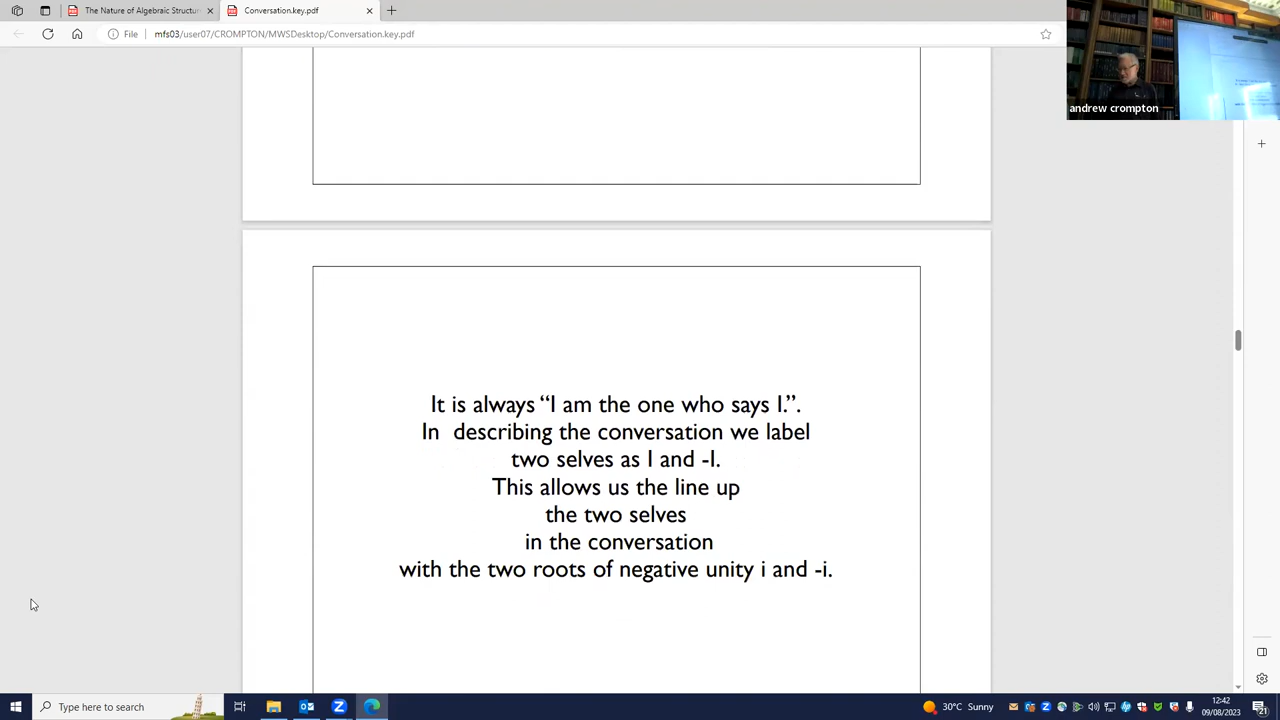 The Nature of Algebraic Structur
Conversation.key.pdf
File
mfs03/user07/CROMPTON/MWSDesktop/Conversation.key.pdf
andrew crompton
It is always “I am the one who says I.”.
In describing the conversation we label
two selves as I and -I.
This allows us the line up
the two selves
in the conversation
with the two roots of negative unity i and -i.
Type here to search
30°C Sunny
12:42
09/08/2023
21